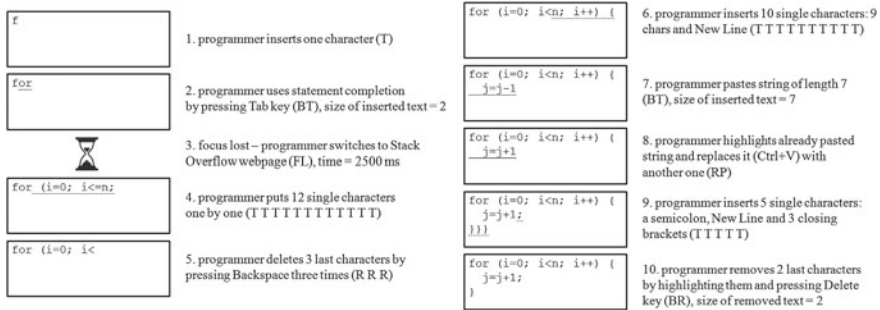 f
1. programmer inserts one character (T)
for
2. programmer uses statement completion
by pressing Tab key (BT), size of inserted text = 2
3. focus lost – programmer switches to Stack
Overflow webpage (FL), time = 2500 ms
for (i=0; i<=n;
4. programmer puts 12 single characters
one by one (T T T T T T T T T T T T)
for (i=0; i<
5. programmer deletes 3 last characters by
pressing Backspace three times (R R R)
for (i=0; i<n; i++) {
6. programmer inserts 10 single characters: 9
chars and New Line (T T T T T T T T T T)
for (i=0; i<n; i++) {
j=j-1
7. programmer pastes string of length 7
(BT), size of inserted text = 7
for (i=0; i<n; i++) {
j=j+1
8. programmer highlights already pasted
string and replaces it (Ctrl+V) with
another one (RP)
for (i=0; i<n; i++) {
j=j+1;
}}}
9. programmer inserts 5 single characters:
a semicolon, New Line and 3 closing
brackets (T T T T T)
for (i=0; i<n; i++) {
j=j+1;
}
10. programmer removes 2 last characters
by highlighting them and pressing Delete
key (BR), size of removed text = 2